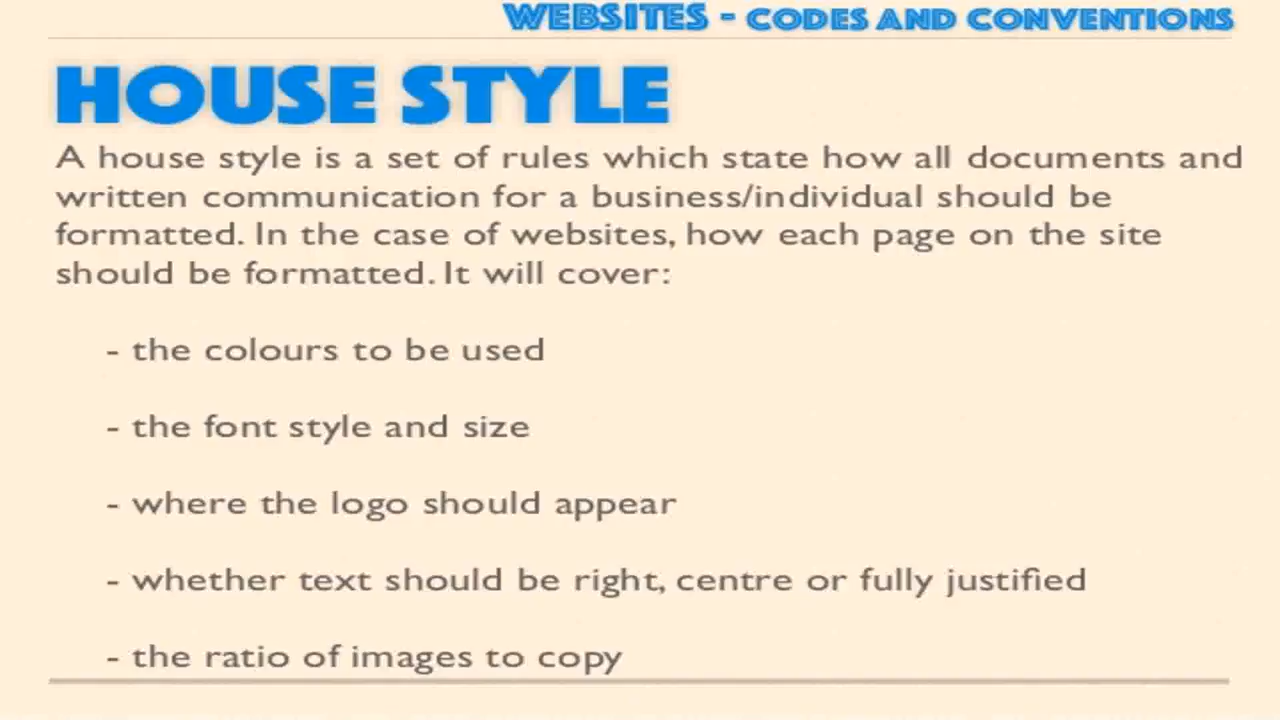 WEBSITES - CODES AND CONVENTIONS
HOUSE STYLE
A house style is a set of rules which state how all documents and
written communication for a business/individual should be
formatted. In the case of websites, how each page on the site
should be formatted. It will cover:
- the colours to be used
- the font style and size
- where the logo should appear
- whether text should be right, centre or fully justified
- the ratio of images to copy